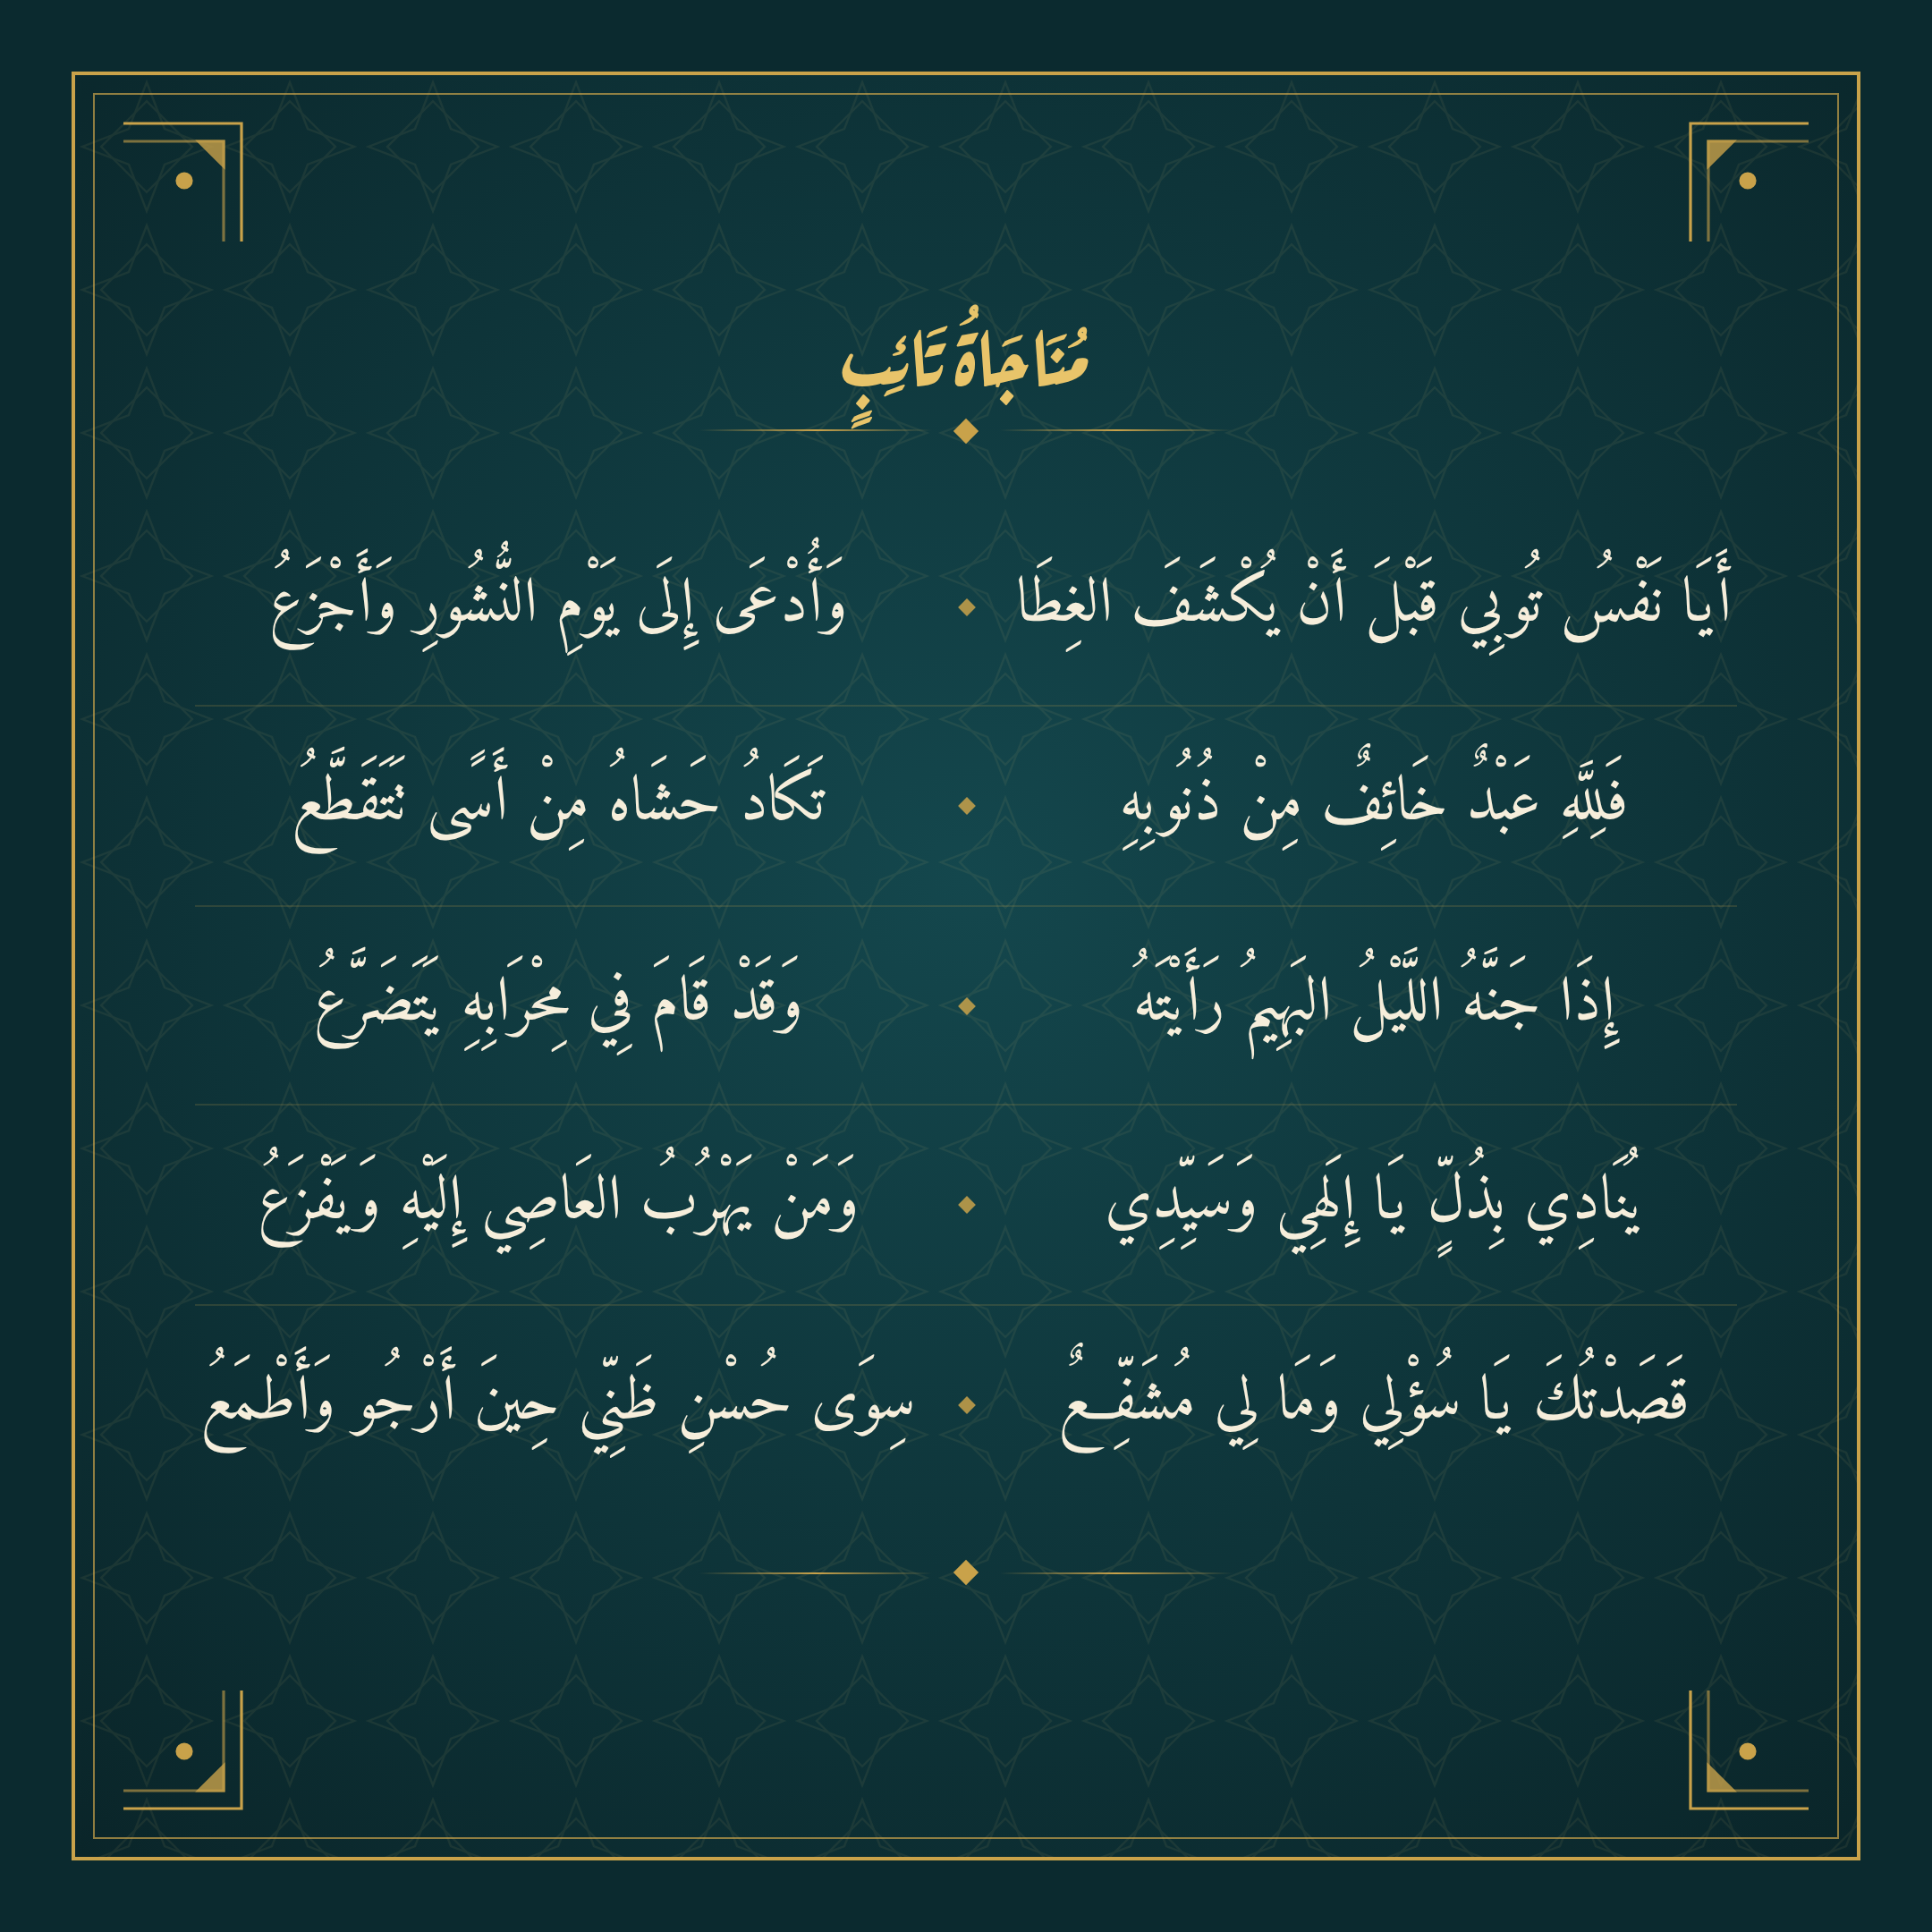 مُنَاجَاةُ تَائِبٍ
أَيَا نَفْسُ تُوبِي قَبْلَ أَنْ يُكْشَفَ الغِطَا ◆ وَأُدْعَى إِلَى يَوْمِ النُّشُورِ وَأَجْزَعُ
فَلِلَّهِ عَبْدٌ خَائِفٌ مِنْ ذُنُوبِهِ ◆ تَكَادُ حَشَاهُ مِنْ أَسًى تَتَقَطَّعُ
إِذَا جَنَّهُ اللَّيْلُ البَهِيمُ رَأَيْتَهُ ◆ وَقَدْ قَامَ فِي مِحْرَابِهِ يَتَضَرَّعُ
يُنَادِي بِذُلٍّ يَا إِلَهِي وَسَيِّدِي ◆ وَمَنْ يَهْرُبُ العَاصِي إِلَيْهِ وَيَفْزَعُ
قَصَدْتُكَ يَا سُؤْلِي وَمَا لِي مُشَفِّعٌ ◆ سِوَى حُسْنِ ظَنِّي حِينَ أَرْجُو وَأَطْمَعُ